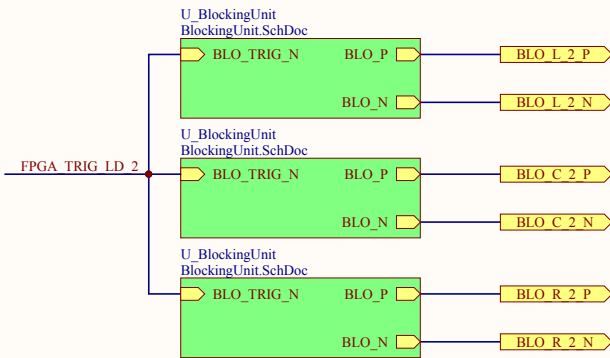 U_BlockingUnit
BlockingUnit.SchDoc
BLO_TRIG_N BLO_P BLO_L_2_P
BLO_N BLO_L_2_N
U_BlockingUnit
BlockingUnit.SchDoc
FPGA_TRIG_LD_2 BLO_TRIG_N BLO_P BLO_C_2_P
BLO_N BLO_C_2_N
U_BlockingUnit
BlockingUnit.SchDoc
BLO_TRIG_N BLO_P BLO_R_2_P
BLO_N BLO_R_2_N